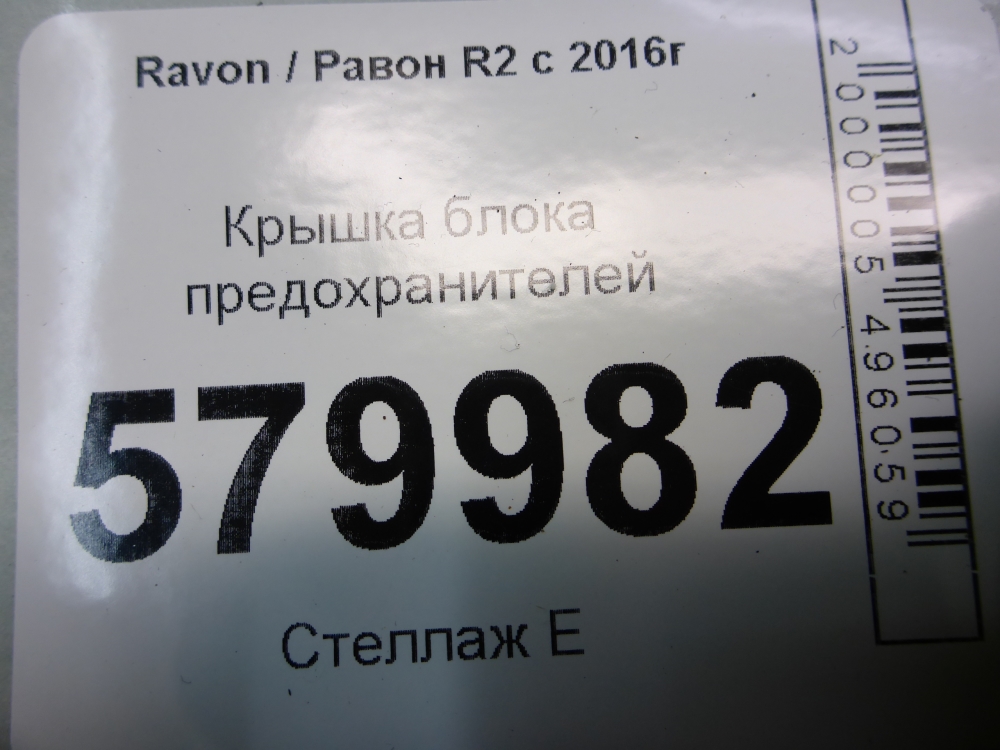 Ravon / Равон R2 с 2016г
Крышка блока
предохранителей
579982
Стеллаж Е
2000005496059